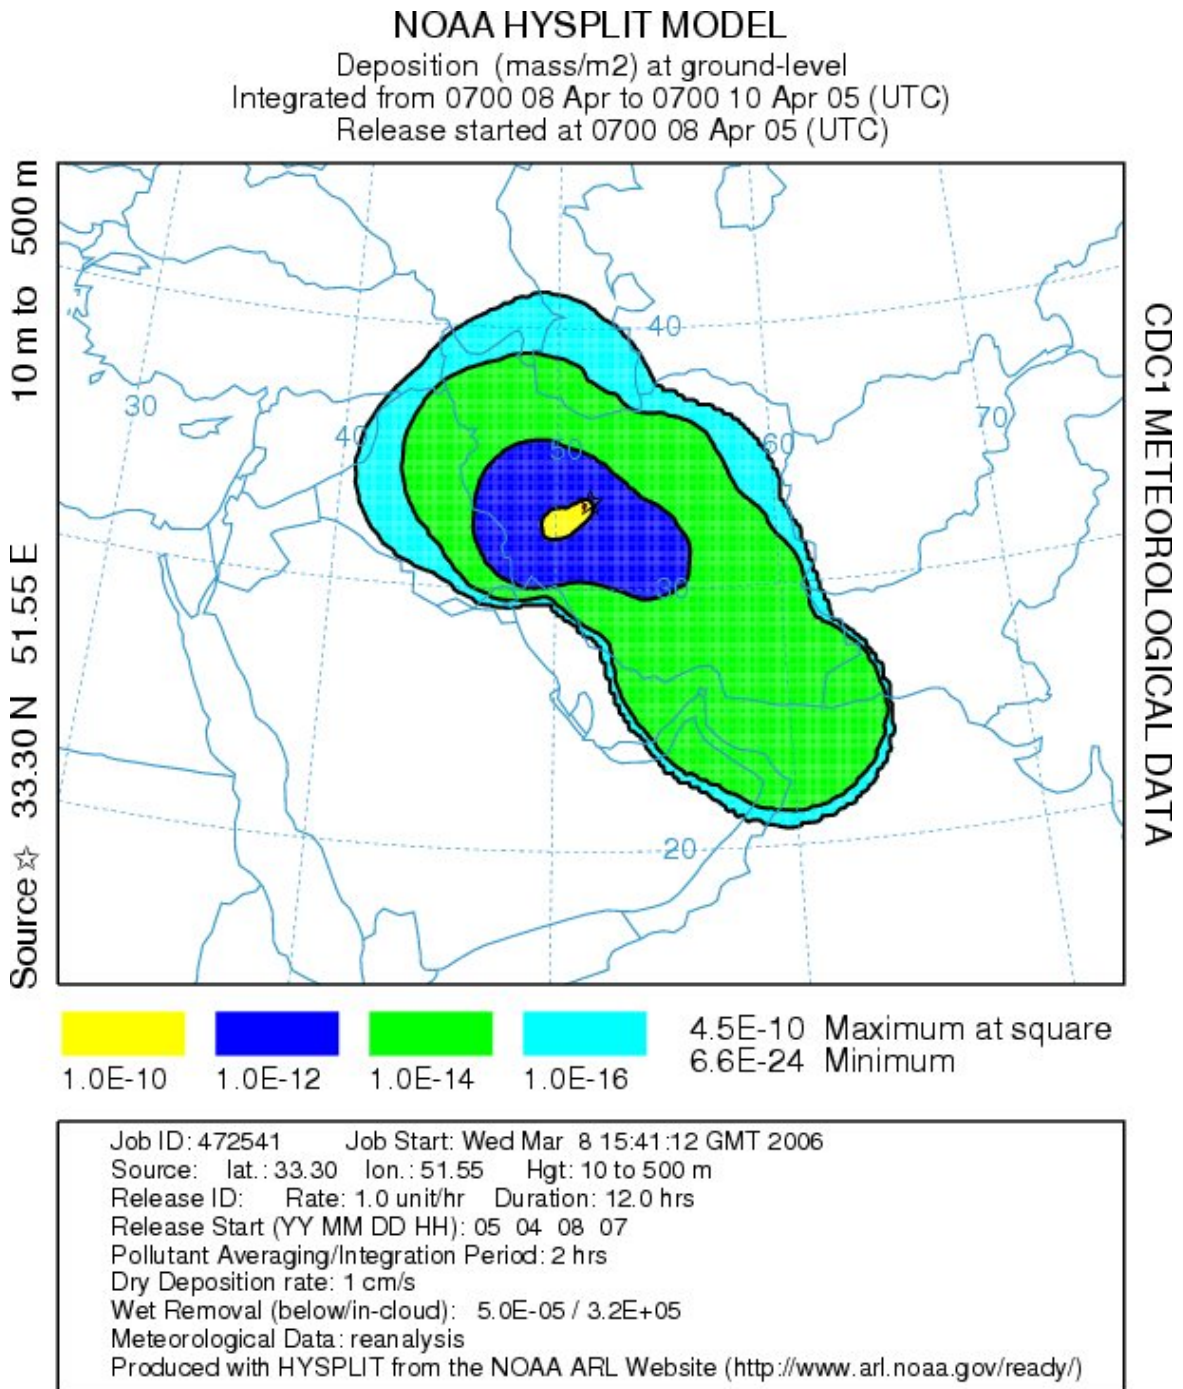 NOAA HYSPLIT MODEL
Deposition (mass/m2) at ground-level
Integrated from 0700 08 Apr to 0700 10 Apr 05 (UTC)
Release started at 0700 08 Apr 05 (UTC)
Source ☆ 33.30 N 51.55 E 10 m to 500 m
40
30
40
50
60
70
30
20
CDC1 METEOROLOGICAL DATA
1.0E-10 1.0E-12 1.0E-14 1.0E-16
4.5E-10 Maximum at square
6.6E-24 Minimum
Job ID: 472541 Job Start: Wed Mar 8 15:41:12 GMT 2006
Source: lat.: 33.30 lon.: 51.55 Hgt: 10 to 500 m
Release ID: Rate: 1.0 unit/hr Duration: 12.0 hrs
Release Start (YY MM DD HH): 05 04 08 07
Pollutant Averaging/Integration Period: 2 hrs
Dry Deposition rate: 1 cm/s
Wet Removal (below/in-cloud): 5.0E-05 / 3.2E+05
Meteorological Data: reanalysis
Produced with HYSPLIT from the NOAA ARL Website (http://www.arl.noaa.gov/ready/)